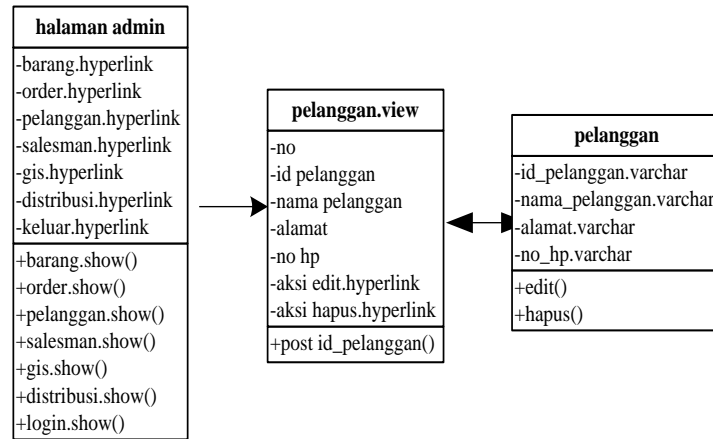 halaman admin
-barang.hyperlink
-order.hyperlink
-pelanggan.hyperlink
-salesman.hyperlink
-gis.hyperlink
-distribusi.hyperlink
-keluar.hyperlink
+barang.show()
+order.show()
+pelanggan.show()
+salesman.show()
+gis.show()
+distribusi.show()
+login.show()
pelanggan.view
-no
-id pelanggan
-nama pelanggan
-alamat
-no hp
-aksi edit.hyperlink
-aksi hapus.hyperlink
+post id_pelanggan()
pelanggan
-id_pelanggan.varchar
-nama_pelanggan.varchar
-alamat.varchar
-no_hp.varchar
+edit()
+hapus()